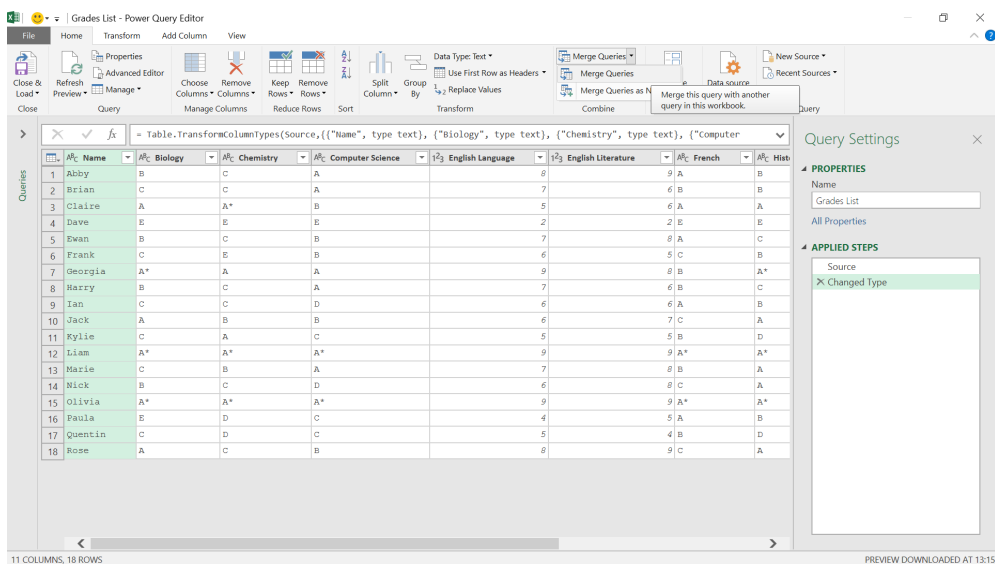 Grades List - Power Query Editor
File Home Transform Add Column View
Close & Load
Close
Refresh Preview
Properties
Advanced Editor
Manage
Query
Choose Columns
Remove Columns
Manage Columns
Keep Rows
Remove Rows
Reduce Rows
Sort
Split Column
Group By
Data Type: Text
Use First Row as Headers
Replace Values
Transform
Merge Queries
Merge Queries
Merge Queries as N
Merge this query with another
query in this workbook.
Combine
Data source
New Source
Recent Sources
Query
fx = Table.TransformColumnTypes(Source,{{"Name", type text}, {"Biology", type text}, {"Chemistry", type text}, {"Computer
Queries
Name Biology Chemistry Computer Science English Language English Literature French Hist
1 Abby B C A 8 9 A B
2 Brian C C A 7 6 B B
3 Claire A A* B 5 6 A A
4 Dave E E E 2 2 E E
5 Ewan B C B 7 8 A C
6 Frank C E B 6 5 C B
7 Georgia A* A A 9 8 B A*
8 Harry B C A 7 6 B C
9 Ian C C D 6 6 A B
10 Jack A B B 6 7 C A
11 Kylie C A C 5 5 B D
12 Liam A* A* A* 9 9 A* A*
13 Marie C B A 7 8 B A
14 Nick B C D 6 8 C A
15 Olivia A* A* A* 9 9 A* A*
16 Paula E D C 4 5 A B
17 Quentin C D C 5 4 B D
18 Rose A C B 8 9 C A
Query Settings
PROPERTIES
Name
Grades List
All Properties
APPLIED STEPS
Source
Changed Type
11 COLUMNS, 18 ROWS
PREVIEW DOWNLOADED AT 13:15